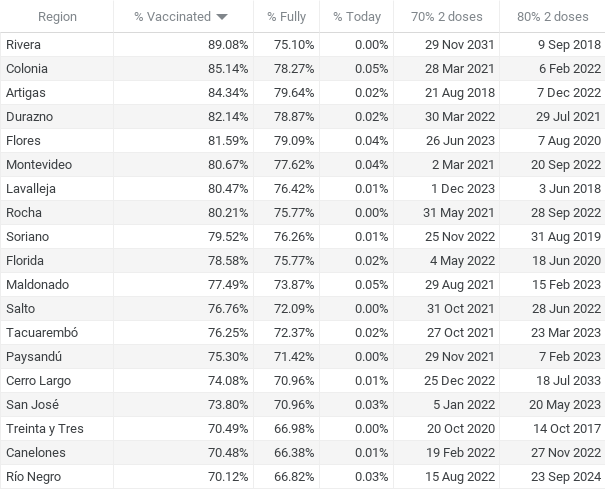 Region % Vaccinated % Fully % Today 70% 2 doses 80% 2 doses
Rivera 89.08% 75.10% 0.00% 29 Nov 2031 9 Sep 2018
Colonia 85.14% 78.27% 0.05% 28 Mar 2021 6 Feb 2022
Artigas 84.34% 79.64% 0.02% 21 Aug 2018 7 Dec 2022
Durazno 82.14% 78.87% 0.02% 30 Mar 2022 29 Jul 2021
Flores 81.59% 79.09% 0.04% 26 Jun 2023 7 Aug 2020
Montevideo 80.67% 77.62% 0.04% 2 Mar 2021 20 Sep 2022
Lavalleja 80.47% 76.42% 0.01% 1 Dec 2023 3 Jun 2018
Rocha 80.21% 75.77% 0.00% 31 May 2021 28 Sep 2022
Soriano 79.52% 76.26% 0.01% 25 Nov 2022 31 Aug 2019
Florida 78.58% 75.77% 0.02% 4 May 2022 18 Jun 2020
Maldonado 77.49% 73.87% 0.05% 29 Aug 2021 15 Feb 2023
Salto 76.76% 72.09% 0.00% 31 Oct 2021 28 Jun 2022
Tacuarembó 76.25% 72.37% 0.02% 27 Oct 2021 23 Mar 2023
Paysandú 75.30% 71.42% 0.00% 29 Nov 2021 7 Feb 2023
Cerro Largo 74.08% 70.96% 0.01% 25 Dec 2022 18 Jul 2033
San José 73.80% 70.96% 0.03% 5 Jan 2022 20 May 2023
Treinta y Tres 70.49% 66.98% 0.00% 20 Oct 2020 14 Oct 2017
Canelones 70.48% 66.38% 0.01% 19 Feb 2022 27 Nov 2022
Río Negro 70.12% 66.82% 0.03% 15 Aug 2022 23 Sep 2024